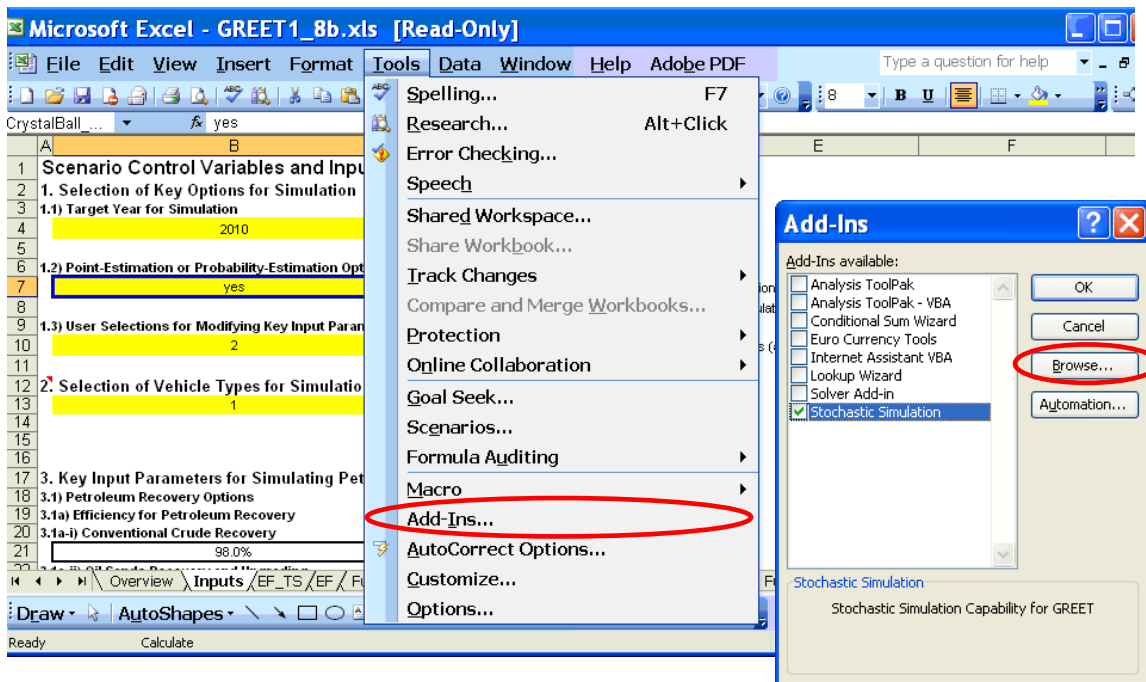 Microsoft Excel - GREET1_8b.xls [Read-Only]
File Edit View Insert Format Tools Data Window Help Adobe PDF Type a question for help
8 B U
CrystalBall_... fx yes
A B E F
1 Scenario Control Variables and Inpu
2 1. Selection of Key Options for Simulation
3 1.1) Target Year for Simulation
4 2010
5
6 1.2) Point-Estimation or Probability-Estimation Opt
7 yes
8
9 1.3) User Selections for Modifying Key Input Paran
10 2
11
12 2. Selection of Vehicle Types for Simulatio
13 1
14
15
16
17 3. Key Input Parameters for Simulating Pet
18 3.1) Petroleum Recovery Options
19 3.1a) Efficiency for Petroleum Recovery
20 3.1a-i) Conventional Crude Recovery
21 98.0%
Overview Inputs EF_TS EF
Draw AutoShapes
Ready Calculate
Spelling... F7
Research... Alt+Click
Error Checking...
Speech
Shared Workspace...
Share Workbook...
Track Changes
Compare and Merge Workbooks...
Protection
Online Collaboration
Goal Seek...
Scenarios...
Formula Auditing
Macro
Add-Ins...
AutoCorrect Options...
Customize...
Options...
Add-Ins
Add-Ins available:
Analysis ToolPak
Analysis ToolPak - VBA
Conditional Sum Wizard
Euro Currency Tools
Internet Assistant VBA
Lookup Wizard
Solver Add-in
Stochastic Simulation
OK
Cancel
Browse...
Automation...
Stochastic Simulation
Stochastic Simulation Capability for GREET